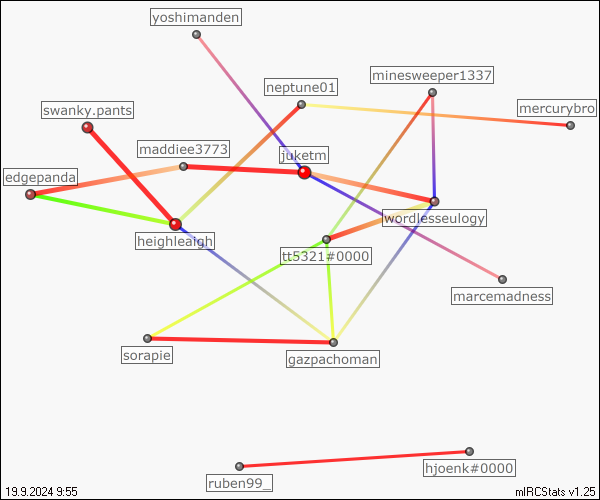 yoshimanden
minesweeper1337
neptune01
mercurybro
swanky.pants
maddiee3773
juketm
edgepanda
wordlesseulogy
heighleaigh
tt5321#0000
marcemadness
sorapie
gazpachoman
hjoenk#0000
ruben99_
19.9.2024 9:55
mIRCStats v1.25